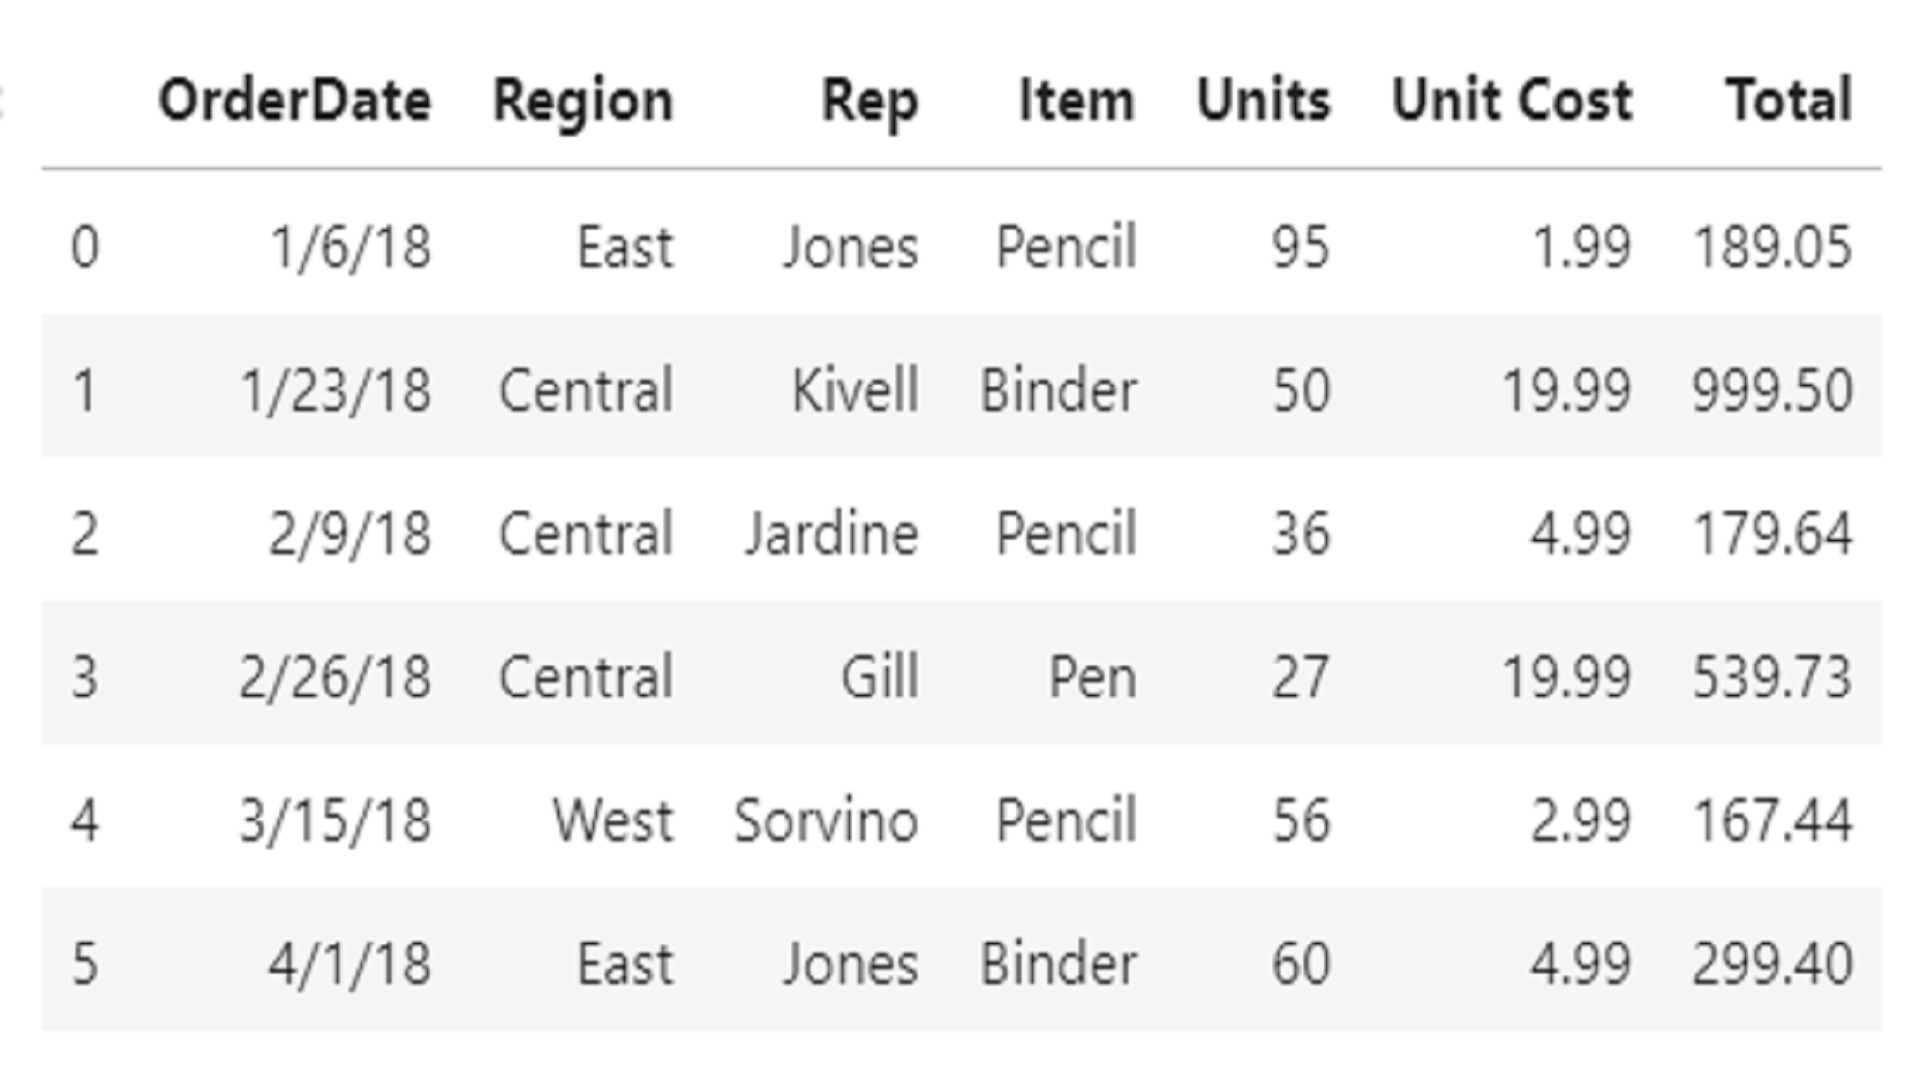 OrderDate Region Rep Item Units Unit Cost Total
0 1/6/18 East Jones Pencil 95 1.99 189.05
1 1/23/18 Central Kivell Binder 50 19.99 999.50
2 2/9/18 Central Jardine Pencil 36 4.99 179.64
3 2/26/18 Central Gill Pen 27 19.99 539.73
4 3/15/18 West Sorvino Pencil 56 2.99 167.44
5 4/1/18 East Jones Binder 60 4.99 299.40